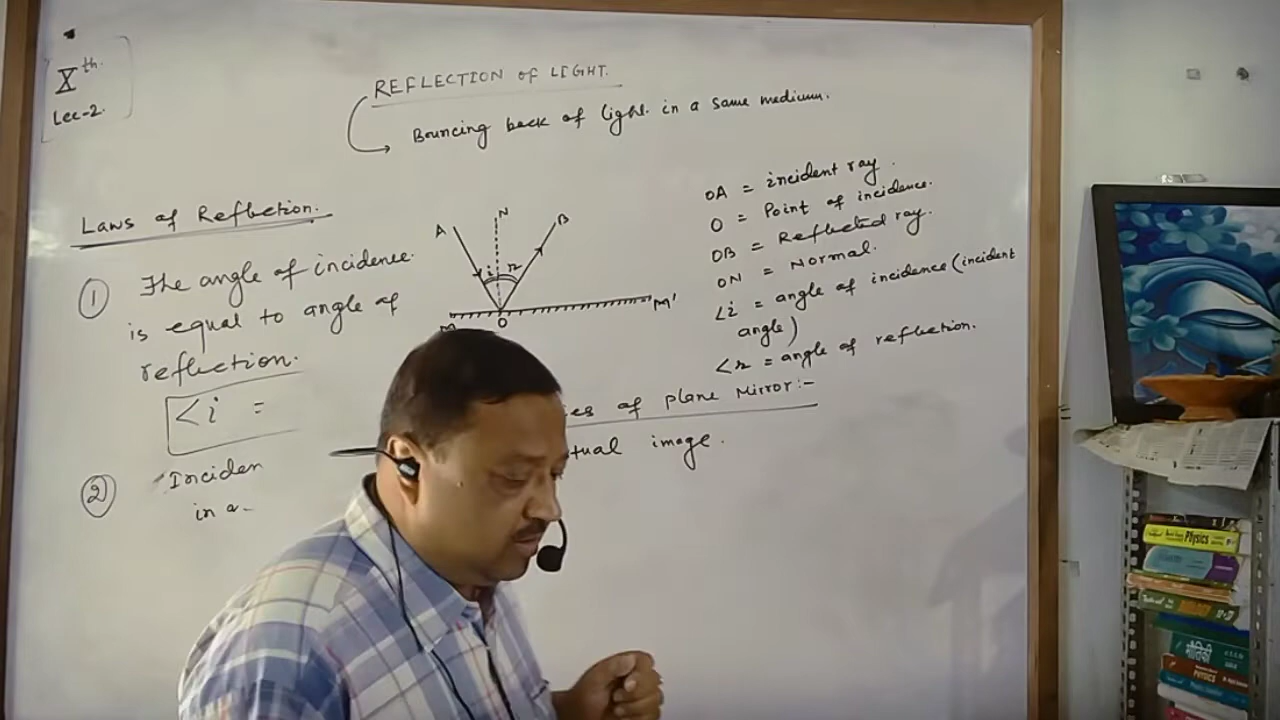 Xth
Lec-2.
REFLECTION of LIGHT.
Bouncing back of light in a same medium.
Laws of Reflection.
① The angle of incidence
is equal to angle of
reflection.
<i =
② Inciden
in a
A N B
i r
M O M'
OA = incident ray.
O = Point of incidence.
OB = Reflected ray.
ON = Normal.
∠i = angle of incidence (incident
angle)
<r = angle of reflection.
ies of plane Mirror:-
tual image.
Physics
भौतिकी
PHYSICS